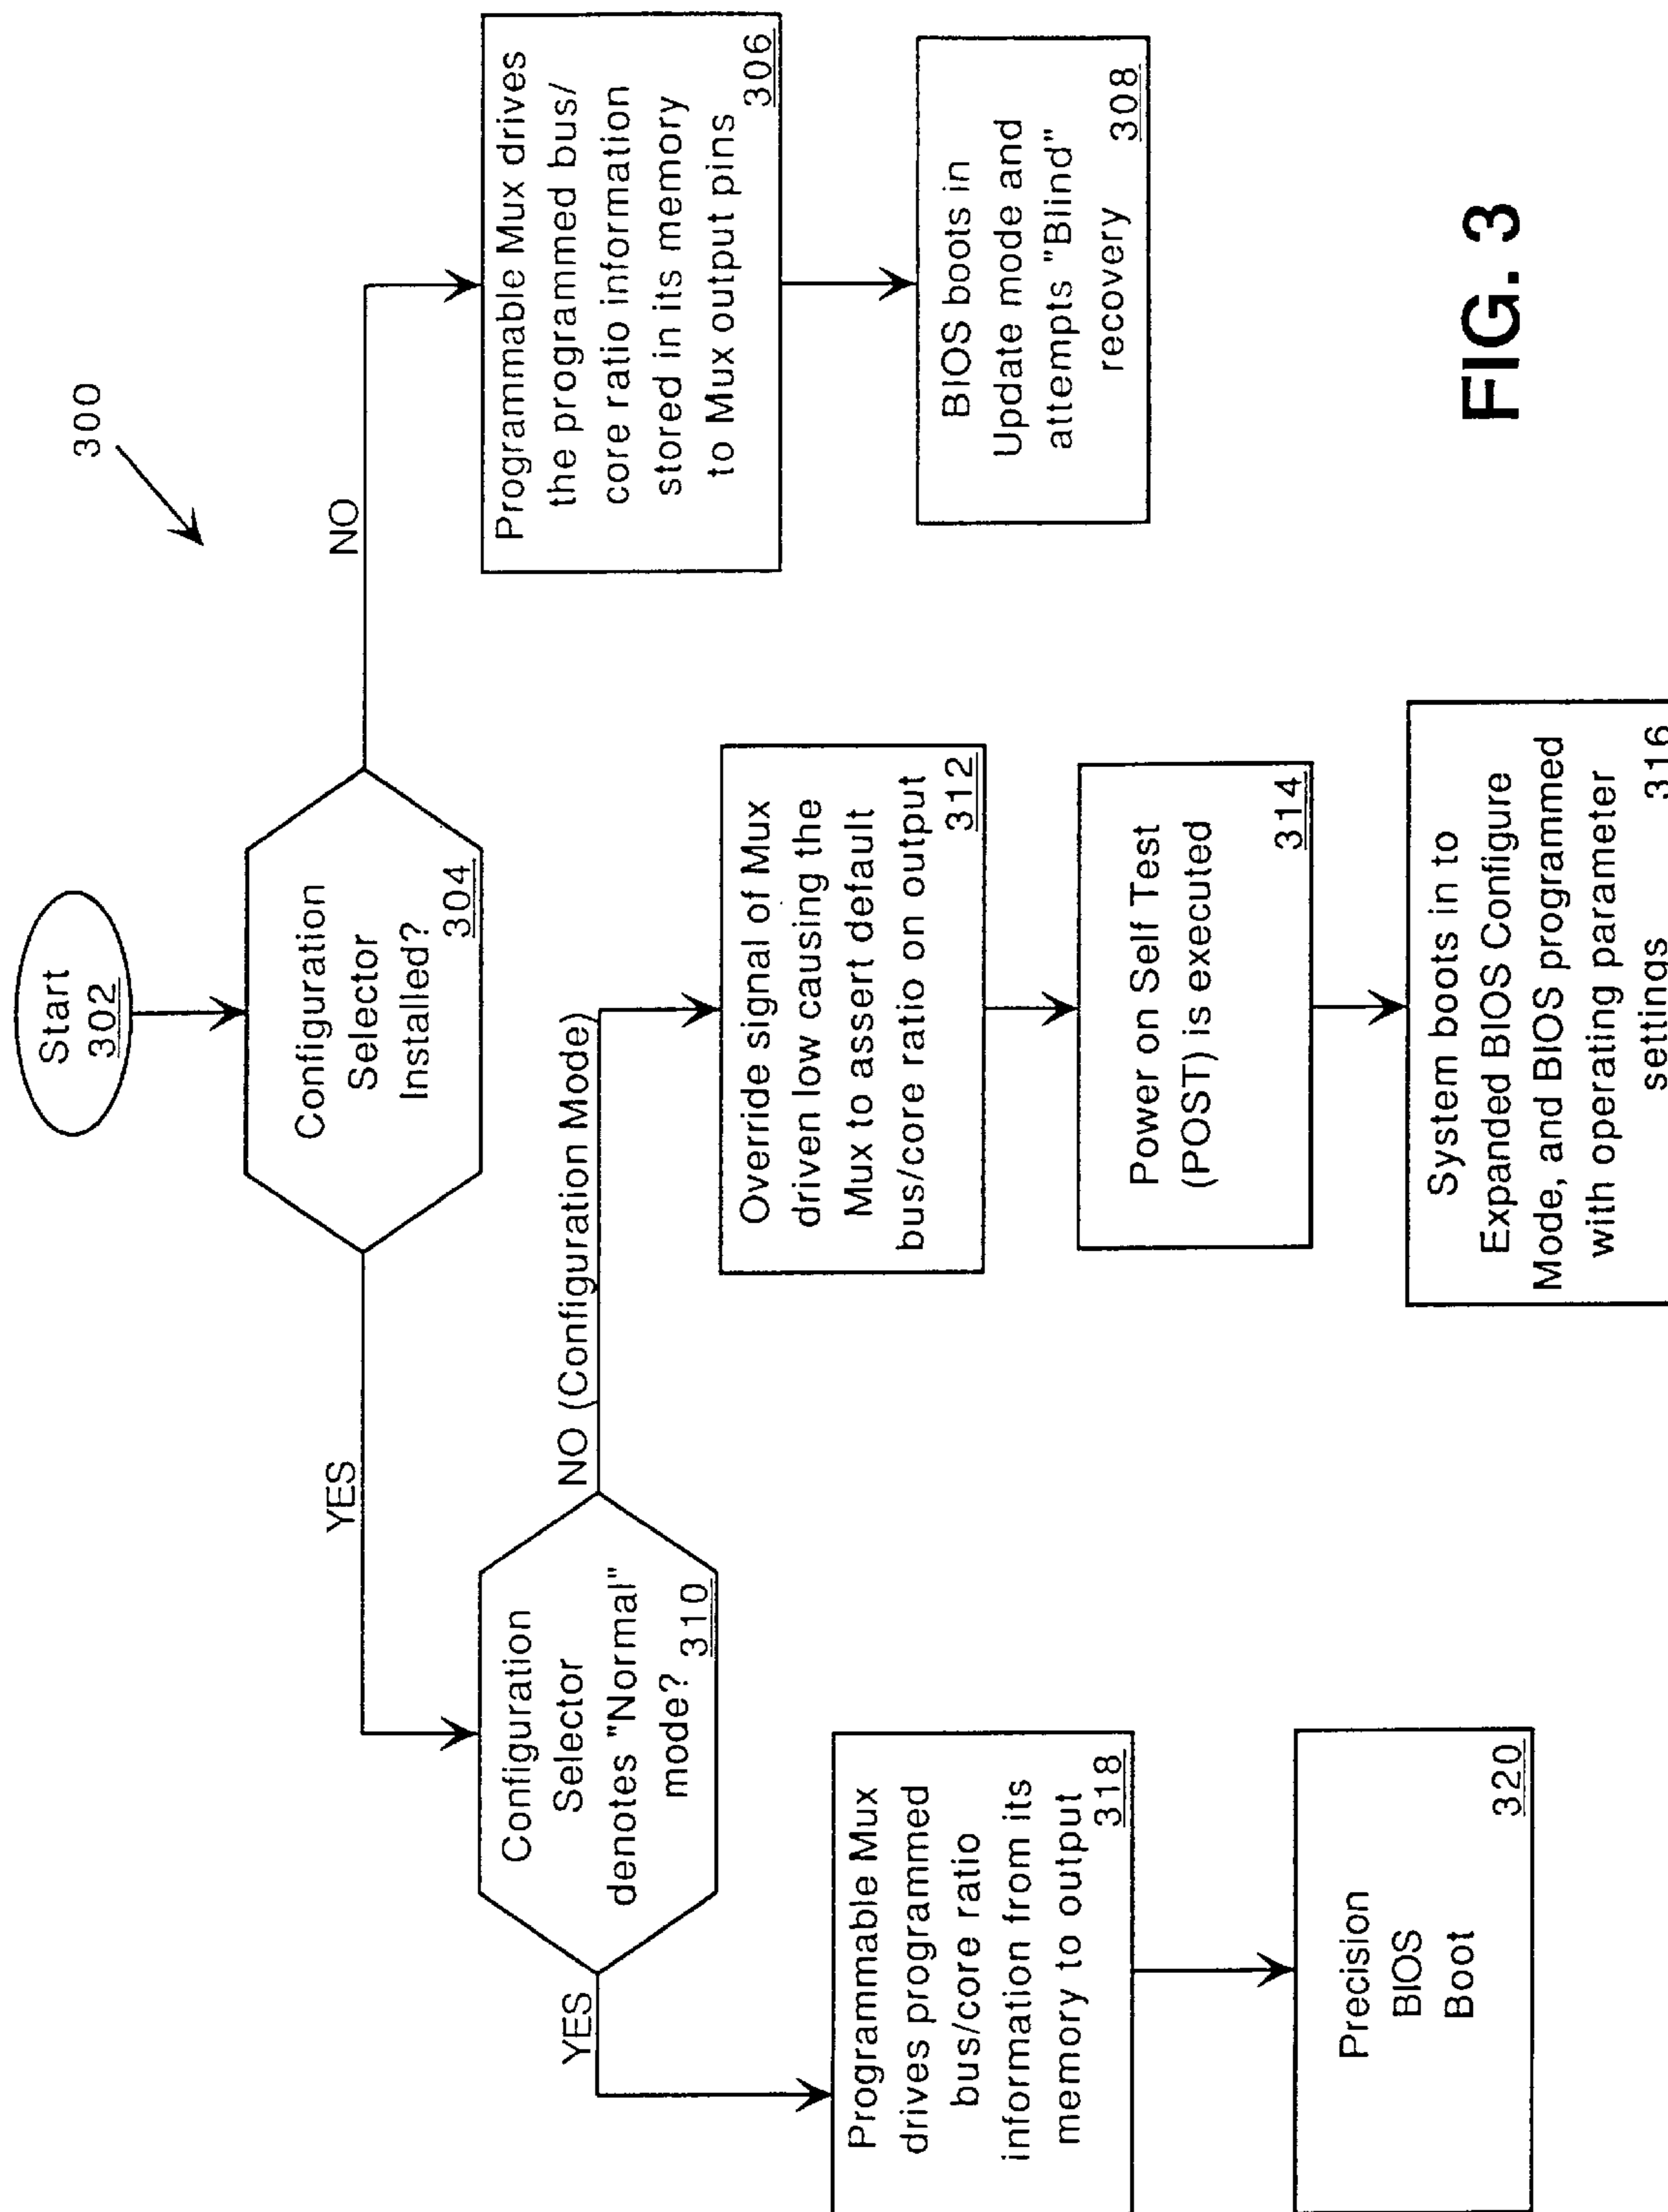 300
Start
302
Configuration
Selector
Installed?
304
YES
NO
Configuration
Selector
denotes "Normal"
mode? 310
YES
NO (Configuration Mode)
Programmable Mux drives
the programmed bus/
core ratio information
stored in its memory
to Mux output pins
306
BIOS boots in
Update mode and
attempts "Blind"
recovery 308
Override signal of Mux
driven low causing the
Mux to assert default
bus/core ratio on output
312
Power on Self Test
(POST) is executed
314
System boots in to
Expanded BIOS Configure
Mode, and BIOS programmed
with operating parameter
settings 316
Programmable Mux
drives programmed
bus/core ratio
information from its
memory to output
318
Precision
BIOS
Boot
320
FIG. 3